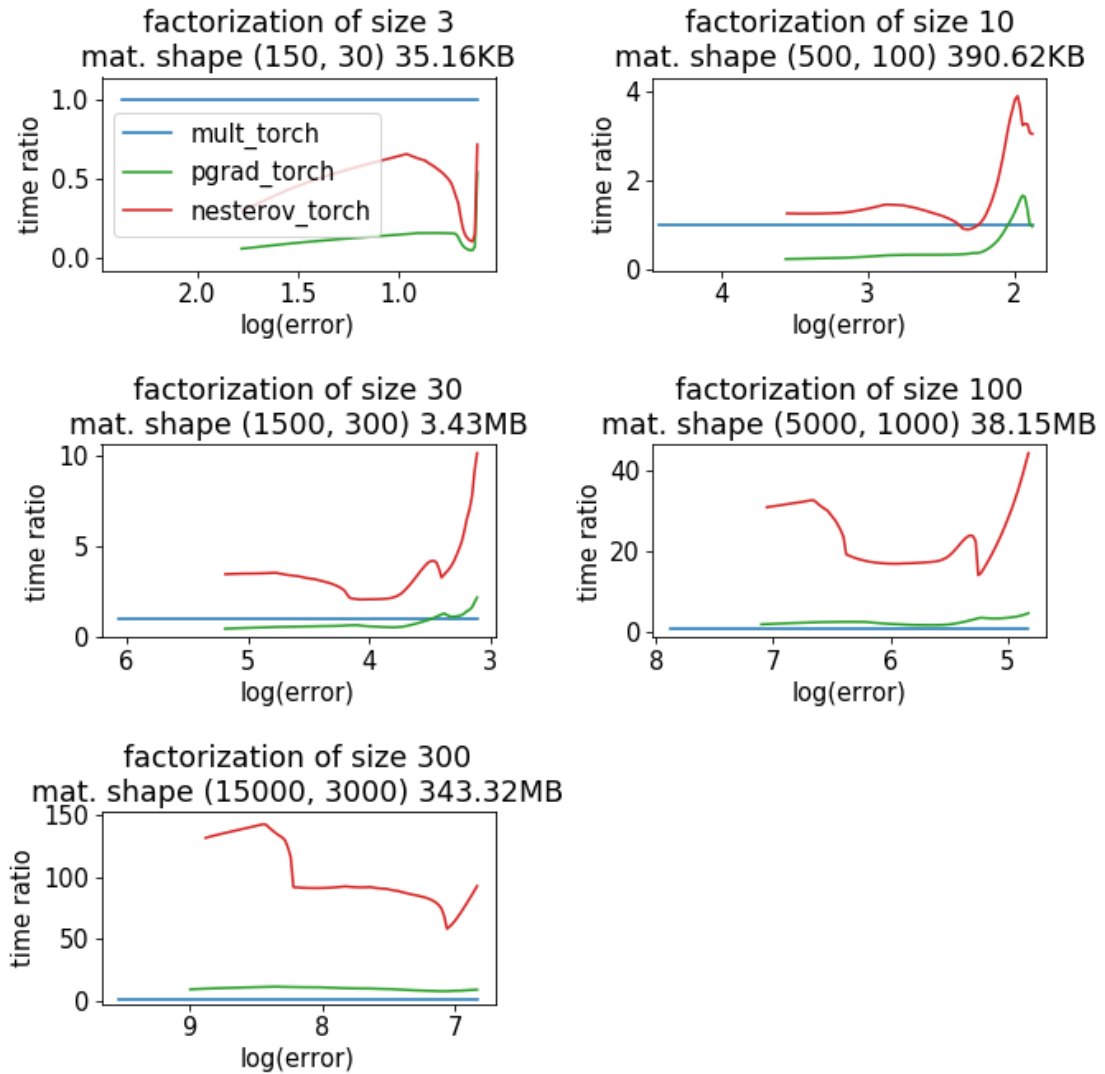 factorization of size 3
mat. shape (150, 30) 35.16KB
1.0
0.5
0.0
time ratio
mult_torch
pgrad_torch
nesterov_torch
2.0 1.5 1.0
log(error)
factorization of size 10
mat. shape (500, 100) 390.62KB
4
2
0
time ratio
4 3 2
log(error)
factorization of size 30
mat. shape (1500, 300) 3.43MB
10
5
0
time ratio
6 5 4 3
log(error)
factorization of size 100
mat. shape (5000, 1000) 38.15MB
40
20
0
time ratio
8 7 6 5
log(error)
factorization of size 300
mat. shape (15000, 3000) 343.32MB
150
100
50
0
time ratio
9 8 7
log(error)